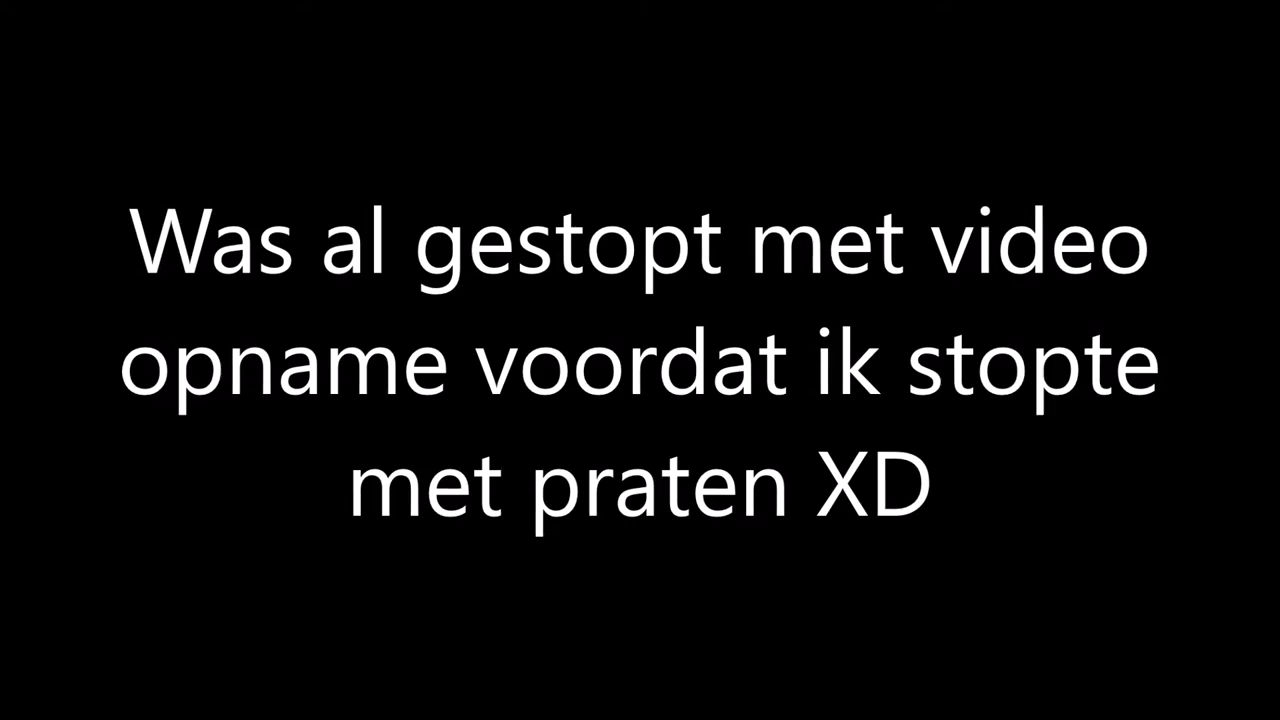 Was al gestopt met video
opname voordat ik stopte
met praten XD